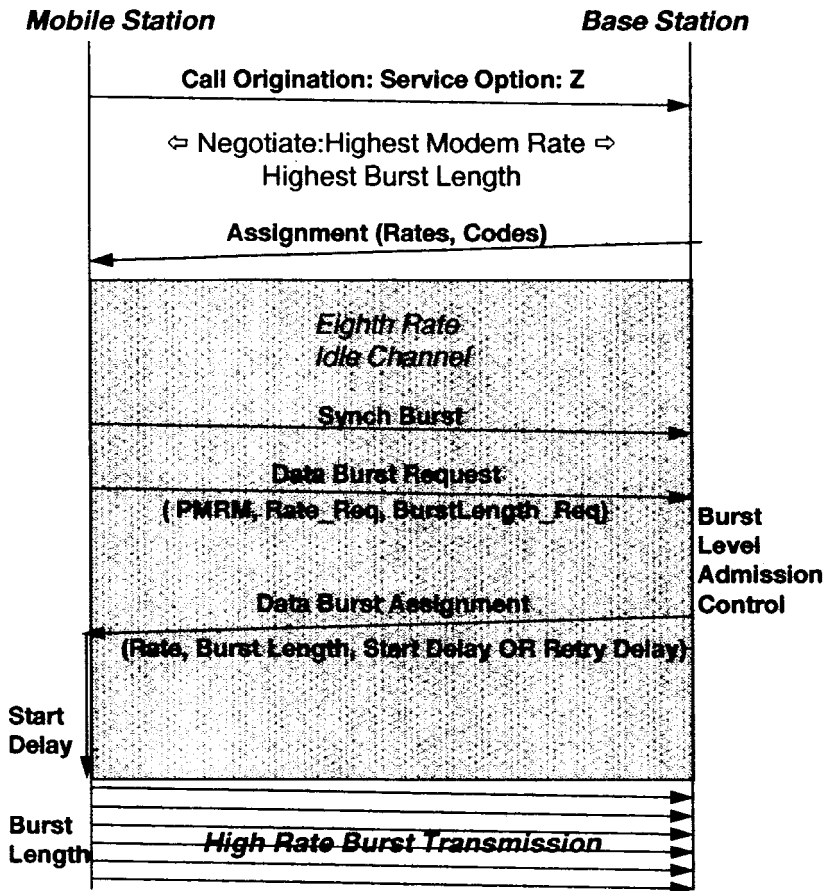 Mobile Station
Base Station
Call Origination: Service Option: Z
⇦ Negotiate:Highest Modem Rate ⇨
Highest Burst Length
Assignment (Rates, Codes)
Eighth Rate
Idle Channel
Synch Burst
Data Burst Request
( PMRM, Rate_Req, BurstLength_Req)
Burst
Level
Admission
Control
Data Burst Assignment
(Rate, Burst Length, Start Delay OR Retry Delay)
Start
Delay
Burst
Length
High Rate Burst Transmission